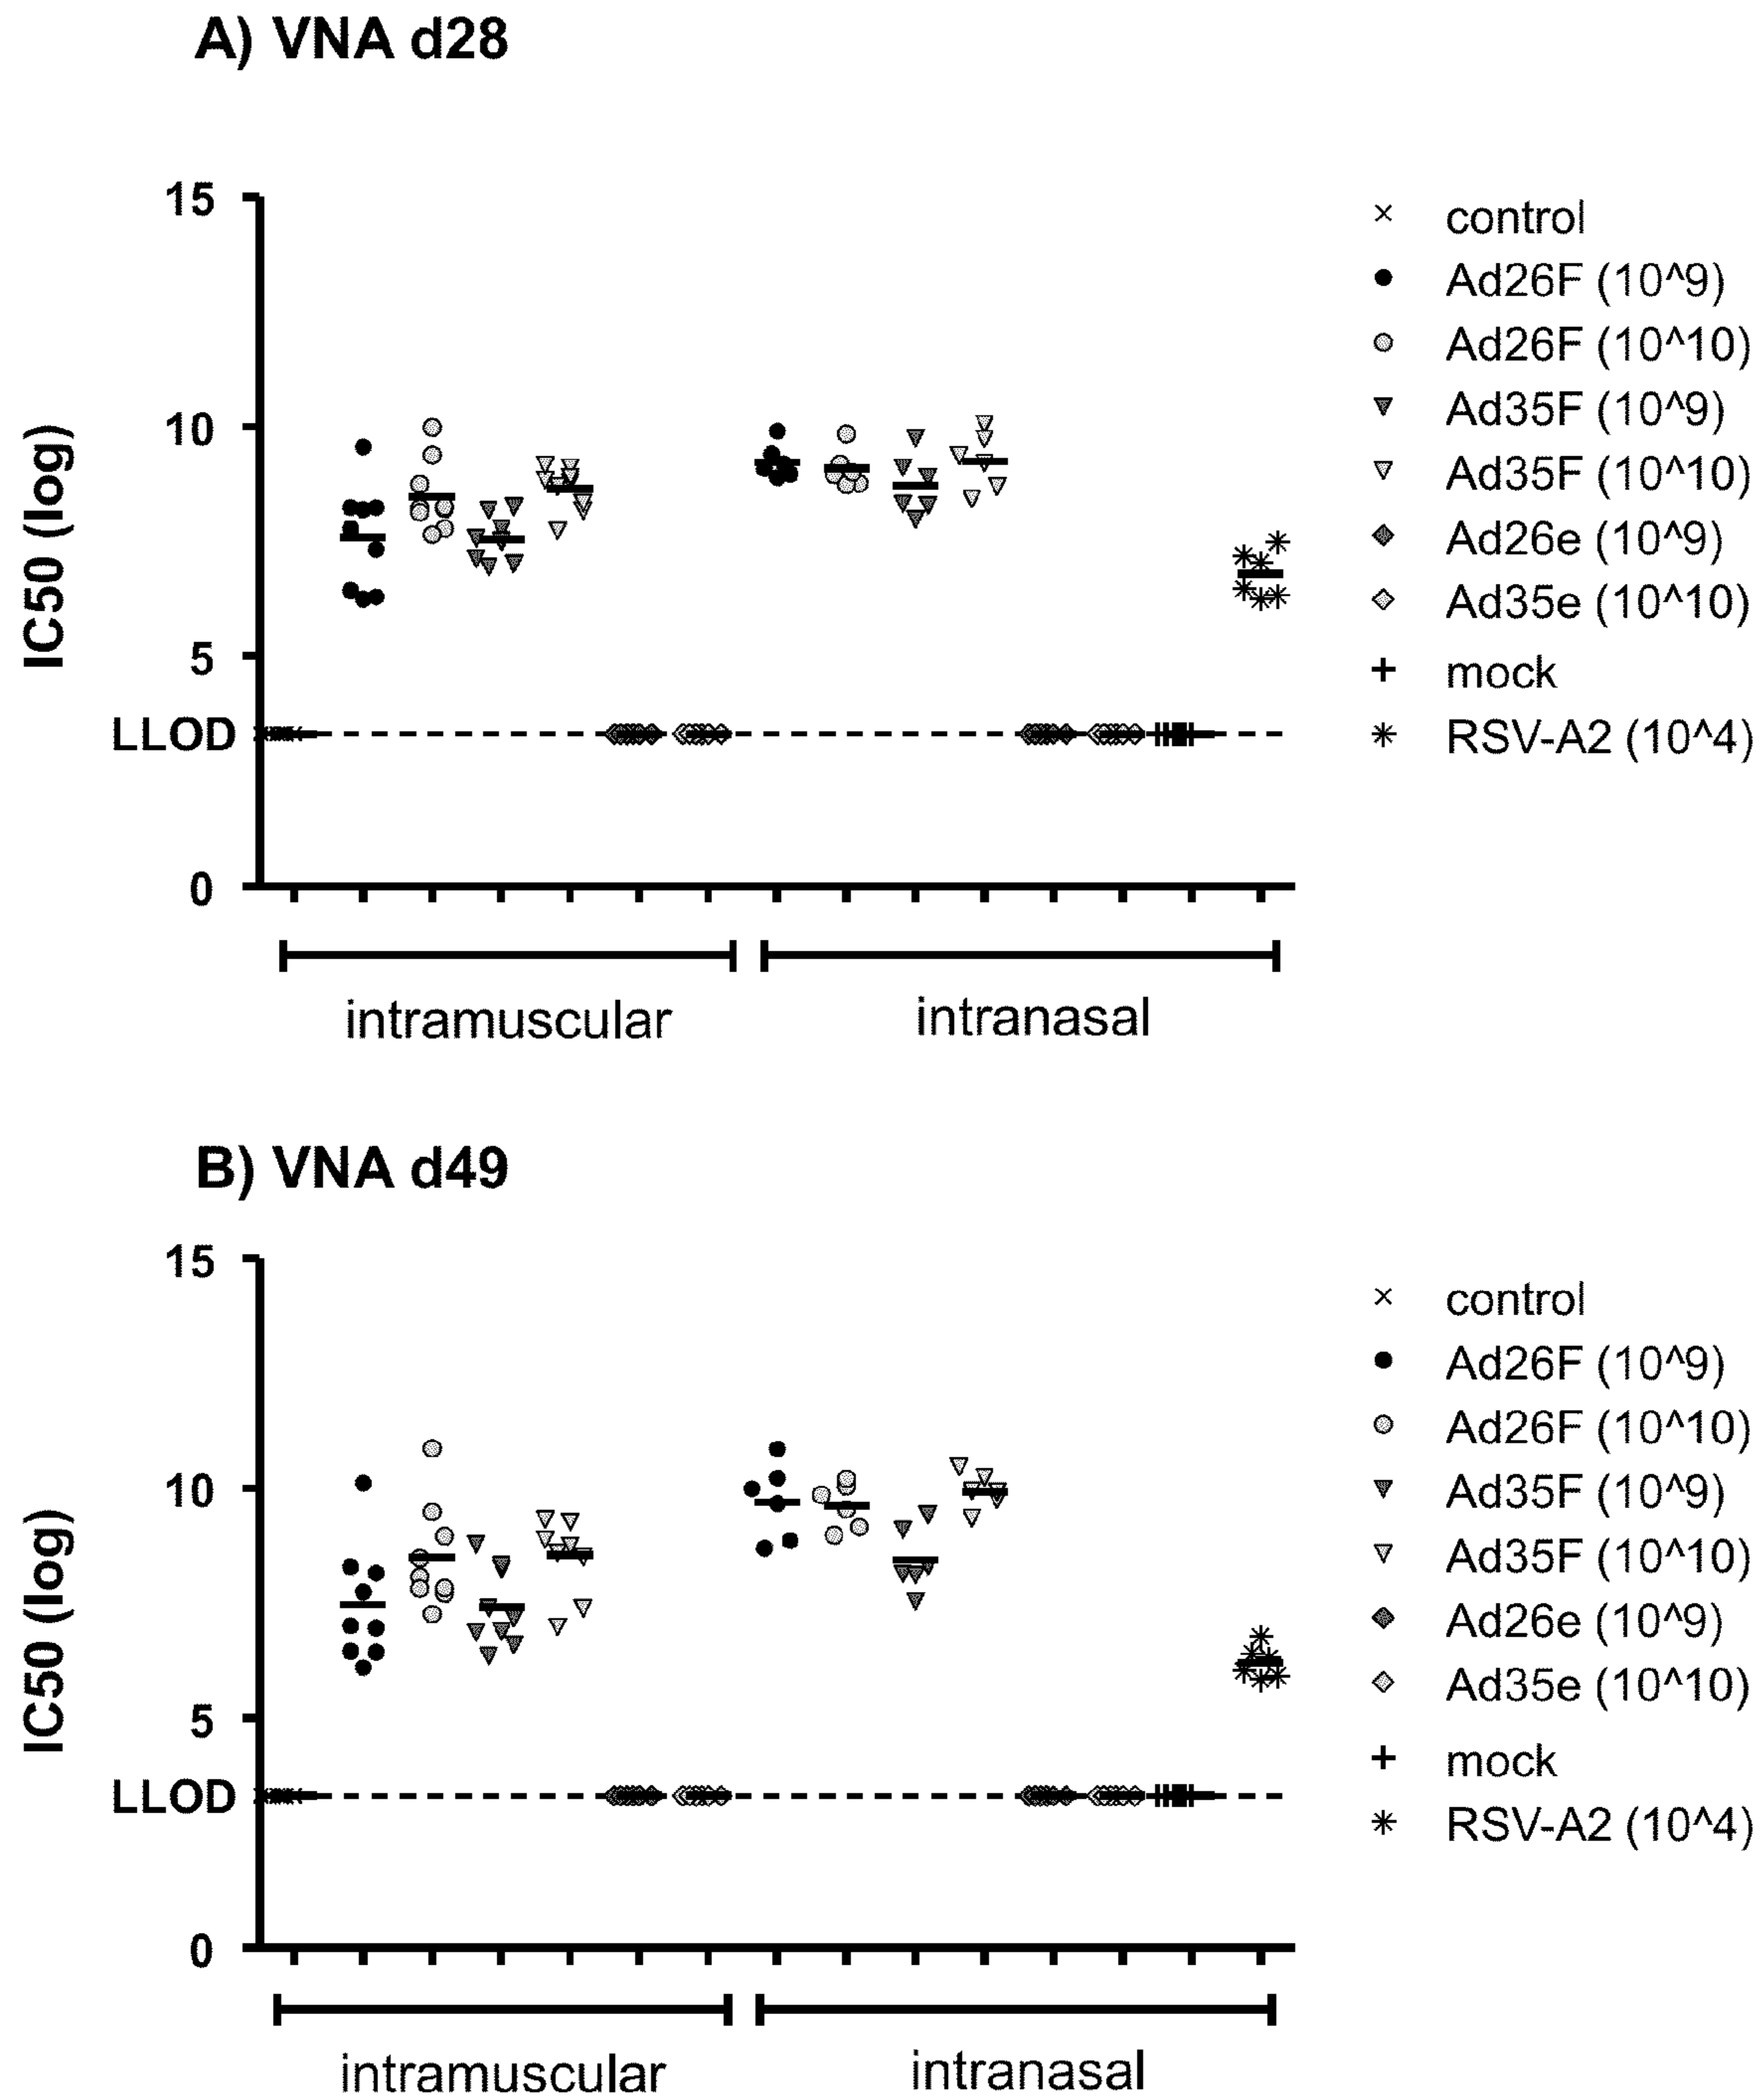 A) VNA d28
15
10
5
LLOD
0
IC50 (log)
intramuscular
intranasal
control
Ad26F (10^9)
Ad26F (10^10)
Ad35F (10^9)
Ad35F (10^10)
Ad26e (10^9)
Ad35e (10^10)
mock
RSV-A2 (10^4)
B) VNA d49
15
10
5
LLOD
0
IC50 (log)
intramuscular
intranasal
control
Ad26F (10^9)
Ad26F (10^10)
Ad35F (10^9)
Ad35F (10^10)
Ad26e (10^9)
Ad35e (10^10)
mock
RSV-A2 (10^4)